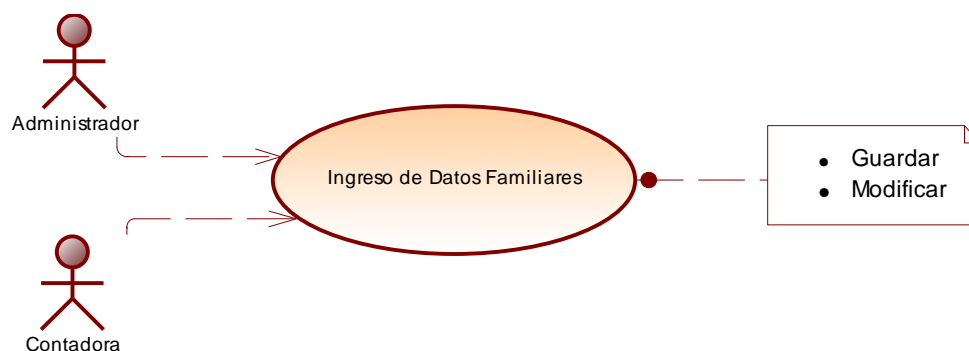 Administrador
Ingreso de Datos Familiares
• Guardar
• Modificar
Contadora